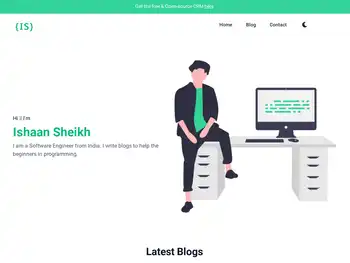 Get the free & Open-source CRM here
{IS}
Home
Blog
Contact
Hi I'm
Ishaan Sheikh
I am a Software Engineer from India. I write blogs to help the
beginners in programming.
Latest Blogs